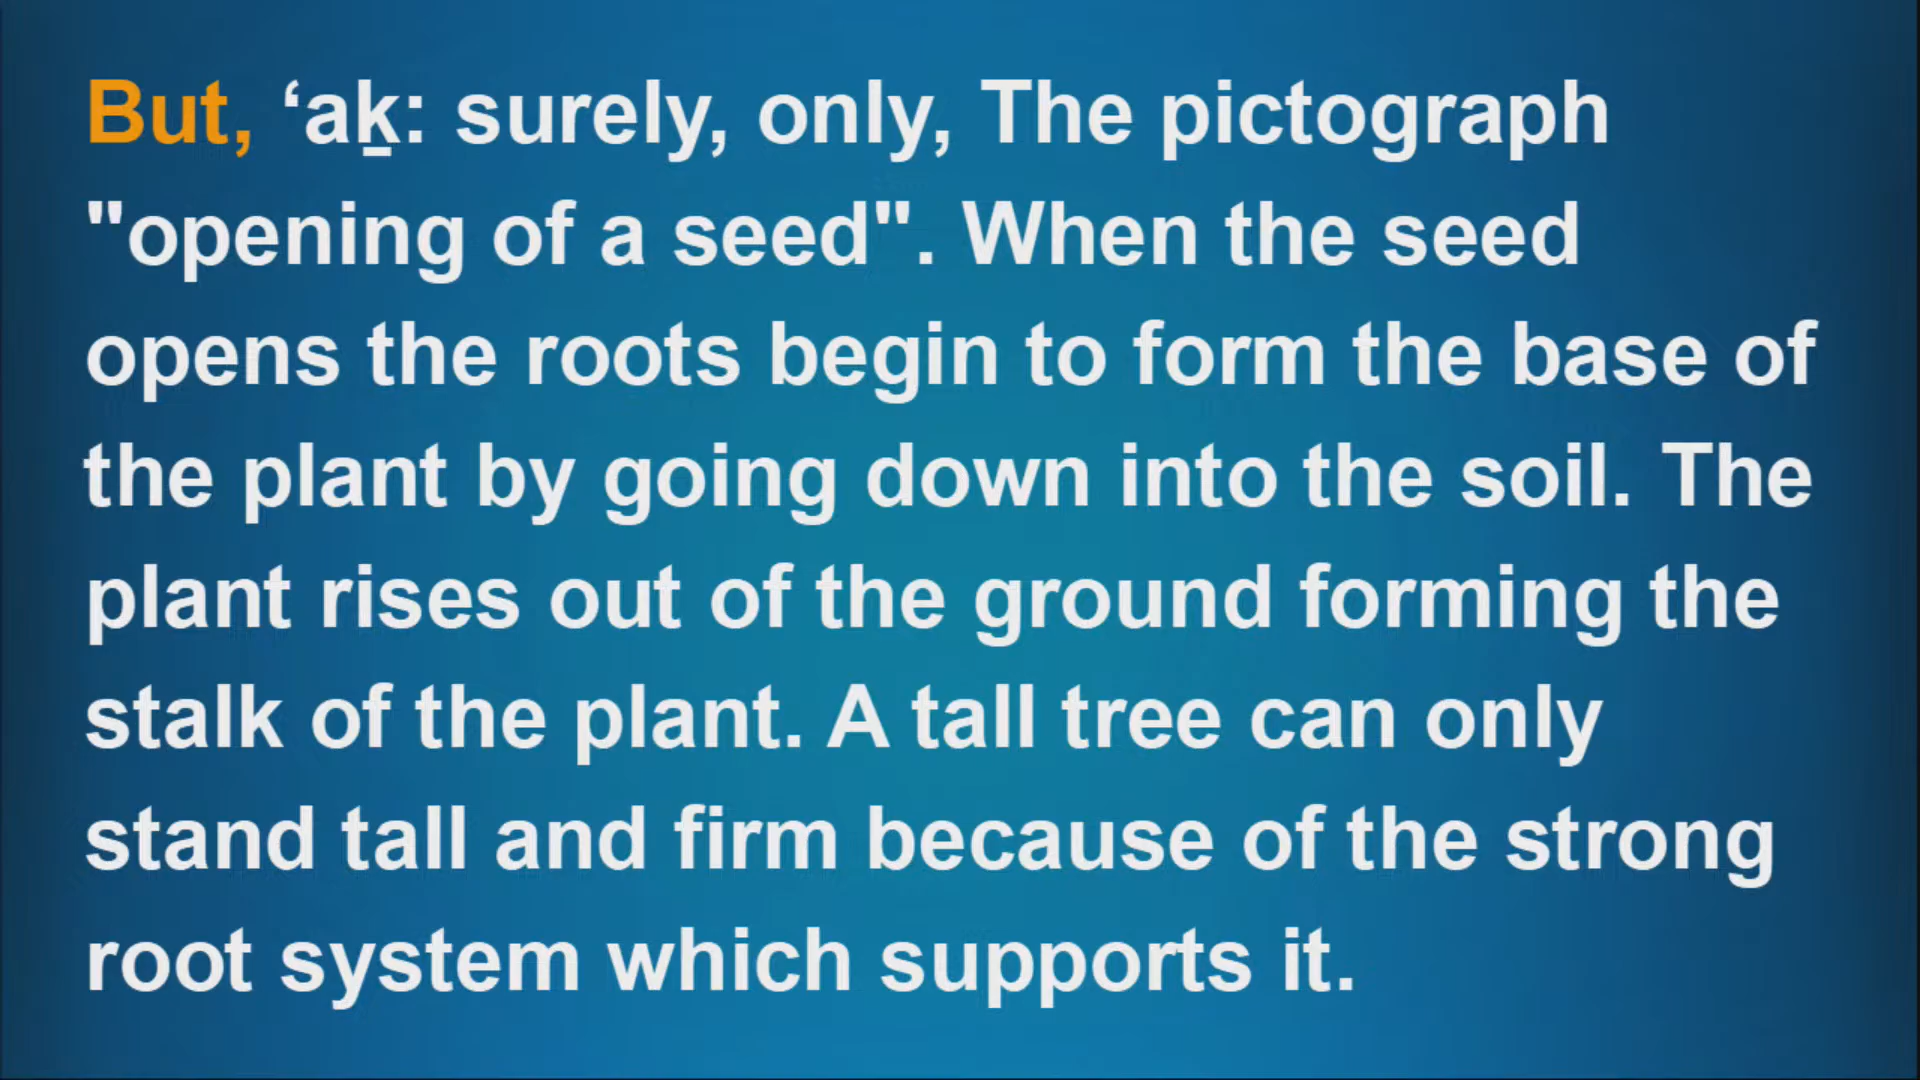 But, ‘aḵ: surely, only, The pictograph
"opening of a seed". When the seed
opens the roots begin to form the base of
the plant by going down into the soil. The
plant rises out of the ground forming the
stalk of the plant. A tall tree can only
stand tall and firm because of the strong
root system which supports it.